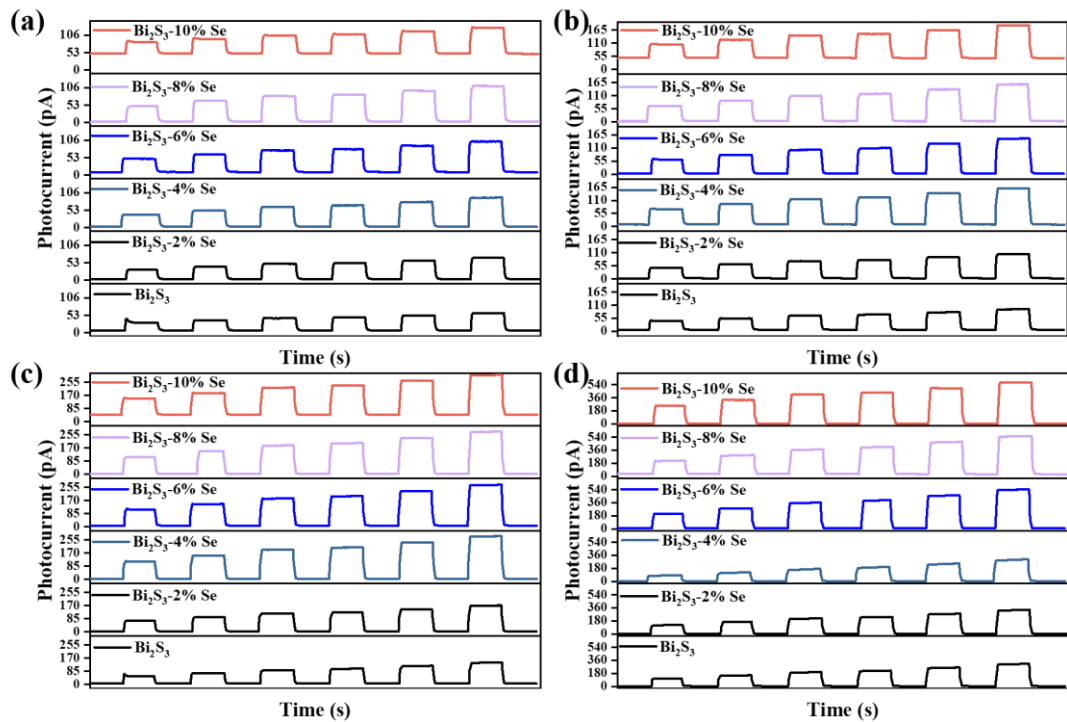 (a)
Bi₂S₃-10% Se
106
53
0
Bi₂S₃-8% Se
106
53
0
Bi₂S₃-6% Se
106
53
0
Bi₂S₃-4% Se
106
53
0
Bi₂S₃-2% Se
106
53
0
Bi₂S₃
106
53
0
Photocurrent (pA)
Time (s)
(b)
Bi₂S₃-10% Se
165
110
55
0
Bi₂S₃-8% Se
165
110
55
0
Bi₂S₃-6% Se
165
110
55
0
Bi₂S₃-4% Se
165
110
55
0
Bi₂S₃-2% Se
165
110
55
0
Bi₂S₃
165
110
55
0
Photocurrent (pA)
Time (s)
(c)
Bi₂S₃-10% Se
255
170
85
0
Bi₂S₃-8% Se
255
170
85
0
Bi₂S₃-6% Se
255
170
85
0
Bi₂S₃-4% Se
255
170
85
0
Bi₂S₃-2% Se
255
170
85
0
Bi₂S₃
255
170
85
0
Photocurrent (pA)
Time (s)
(d)
Bi₂S₃-10% Se
540
360
180
0
Bi₂S₃-8% Se
540
360
180
0
Bi₂S₃-6% Se
540
360
180
0
Bi₂S₃-4% Se
540
360
180
0
Bi₂S₃-2% Se
540
360
180
0
Bi₂S₃
540
360
180
0
Photocurrent (pA)
Time (s)